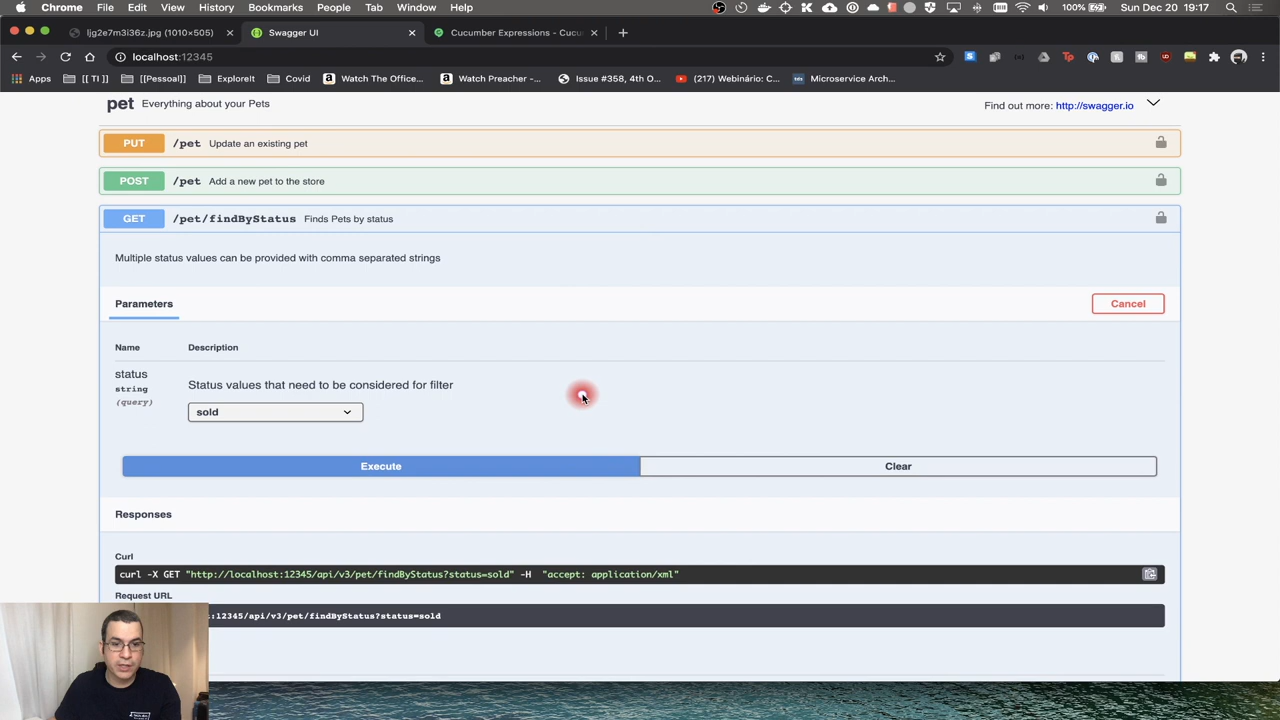 Chrome File Edit View History Bookmarks People Tab Window Help 100% Sun Dec 20 19:17
ljg2e7m3i36z.jpg (1010×505) Swagger UI Cucumber Expressions - Cucu
localhost:12345
Apps [[ TI ]] [[Pessoal]] ExploreIt Covid Watch The Office... Watch Preacher -... Issue #358, 4th O... (217) Webinário: C... Microservice Arch...
pet Everything about your Pets Find out more: http://swagger.io
PUT /pet Update an existing pet
POST /pet Add a new pet to the store
GET /pet/findByStatus Finds Pets by status
Multiple status values can be provided with comma separated strings
Parameters Cancel
Name Description
status
string
(query)
Status values that need to be considered for filter
sold
Execute Clear
Responses
Curl
curl -X GET "http://localhost:12345/api/v3/pet/findByStatus?status=sold" -H "accept: application/xml"
Request URL
:12345/api/v3/pet/findByStatus?status=sold